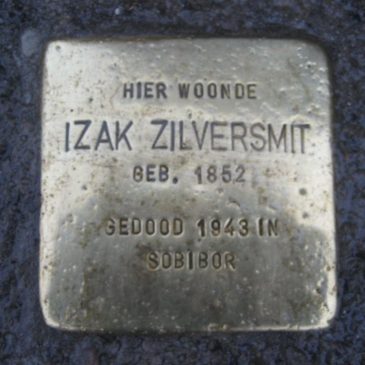 HIER WOONDE
IZAK ZILVERSMIT
GEB. 1852
GEDOOD 1943 IN
SOBIBOR